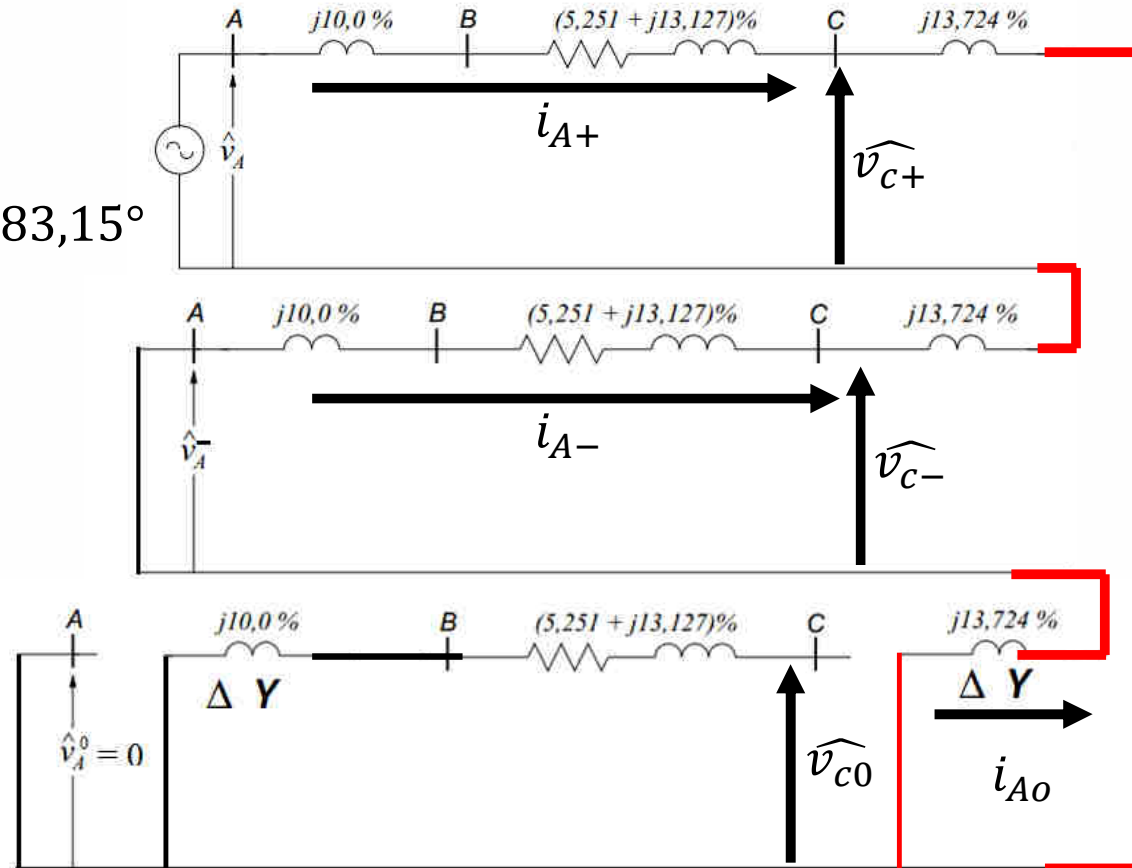 j10,0 % (5,251 + j13,127)% j13,724 %
A B C
i_{A+}
v̂_A \widehat{v_{c+}}
83,15°
j10,0 % (5,251 + j13,127)% j13,724 %
A B C
i_{A−}
v̂_A^− \widehat{v_{c−}}
j10,0 % (5,251 + j13,127)% j13,724 %
A B C
Δ Y Δ Y
v̂_A^0 = 0 \widehat{v_{c0}} i_{Ao}